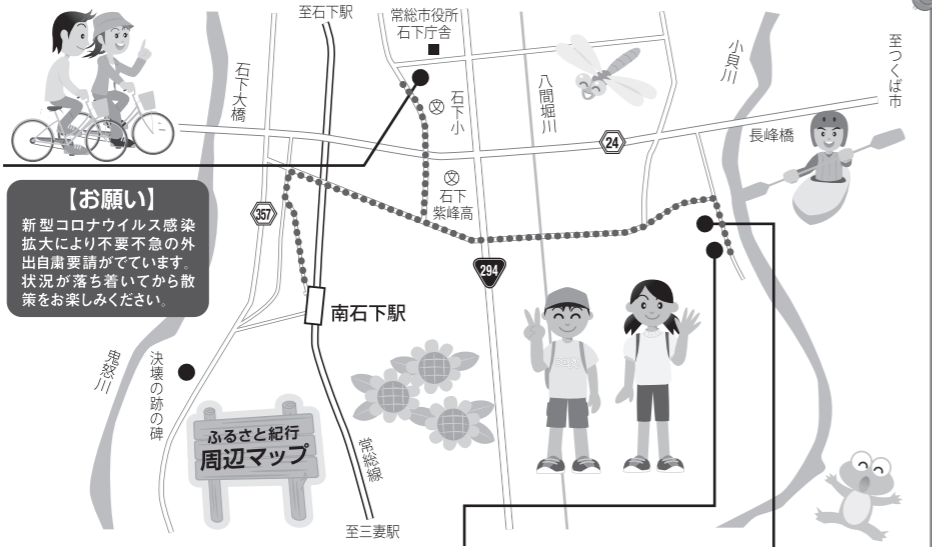 至石下駅
常総市役所
石下庁舎
石下大橋
文
石下小
八間堀川
小貝川
至つくば市
24
長峰橋
【お願い】
新型コロナウイルス感染
拡大により不要不急の外
出自粛要請がでています。
状況が落ち着いてから散
策をお楽しみください。
357
文
石下
紫峰高
294
南石下駅
鬼怒川
決壊の跡の碑
ふるさと紀行
周辺マップ
常総線
至三妻駅